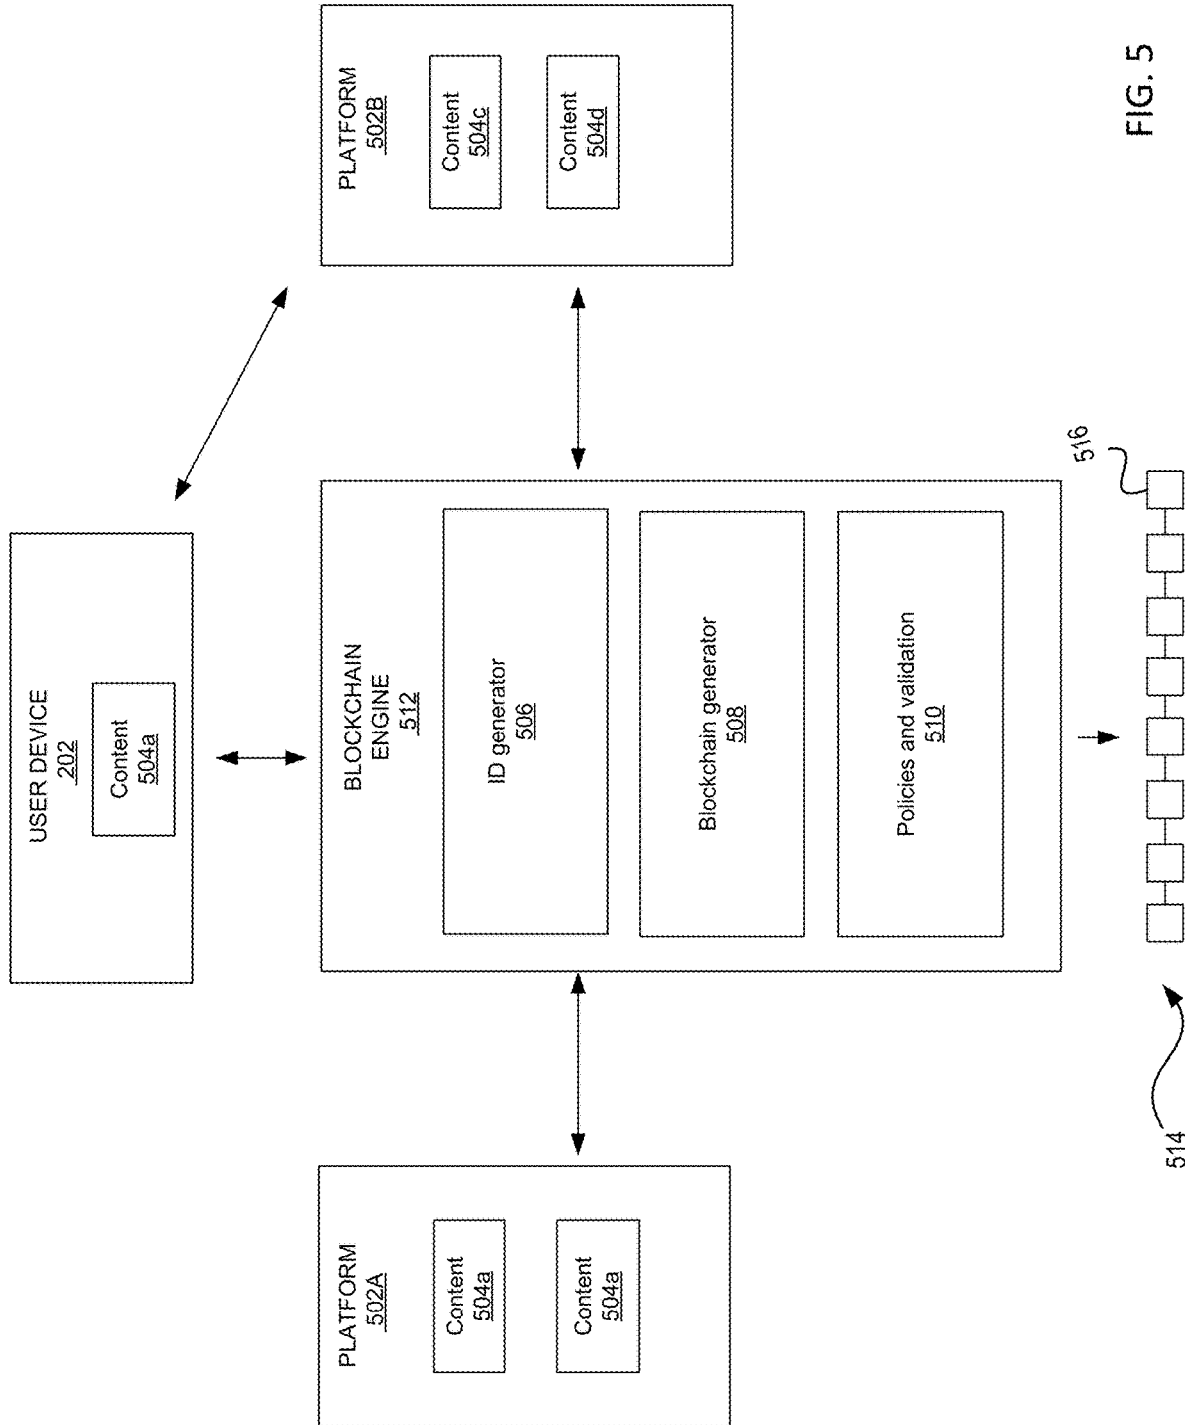 USER DEVICE
202
Content
504a
PLATFORM
502A
Content
504a
Content
504a
BLOCKCHAIN
ENGINE
512
ID generator
506
Blockchain generator
508
Policies and validation
510
PLATFORM
502B
Content
504c
Content
504d
514
516
FIG. 5